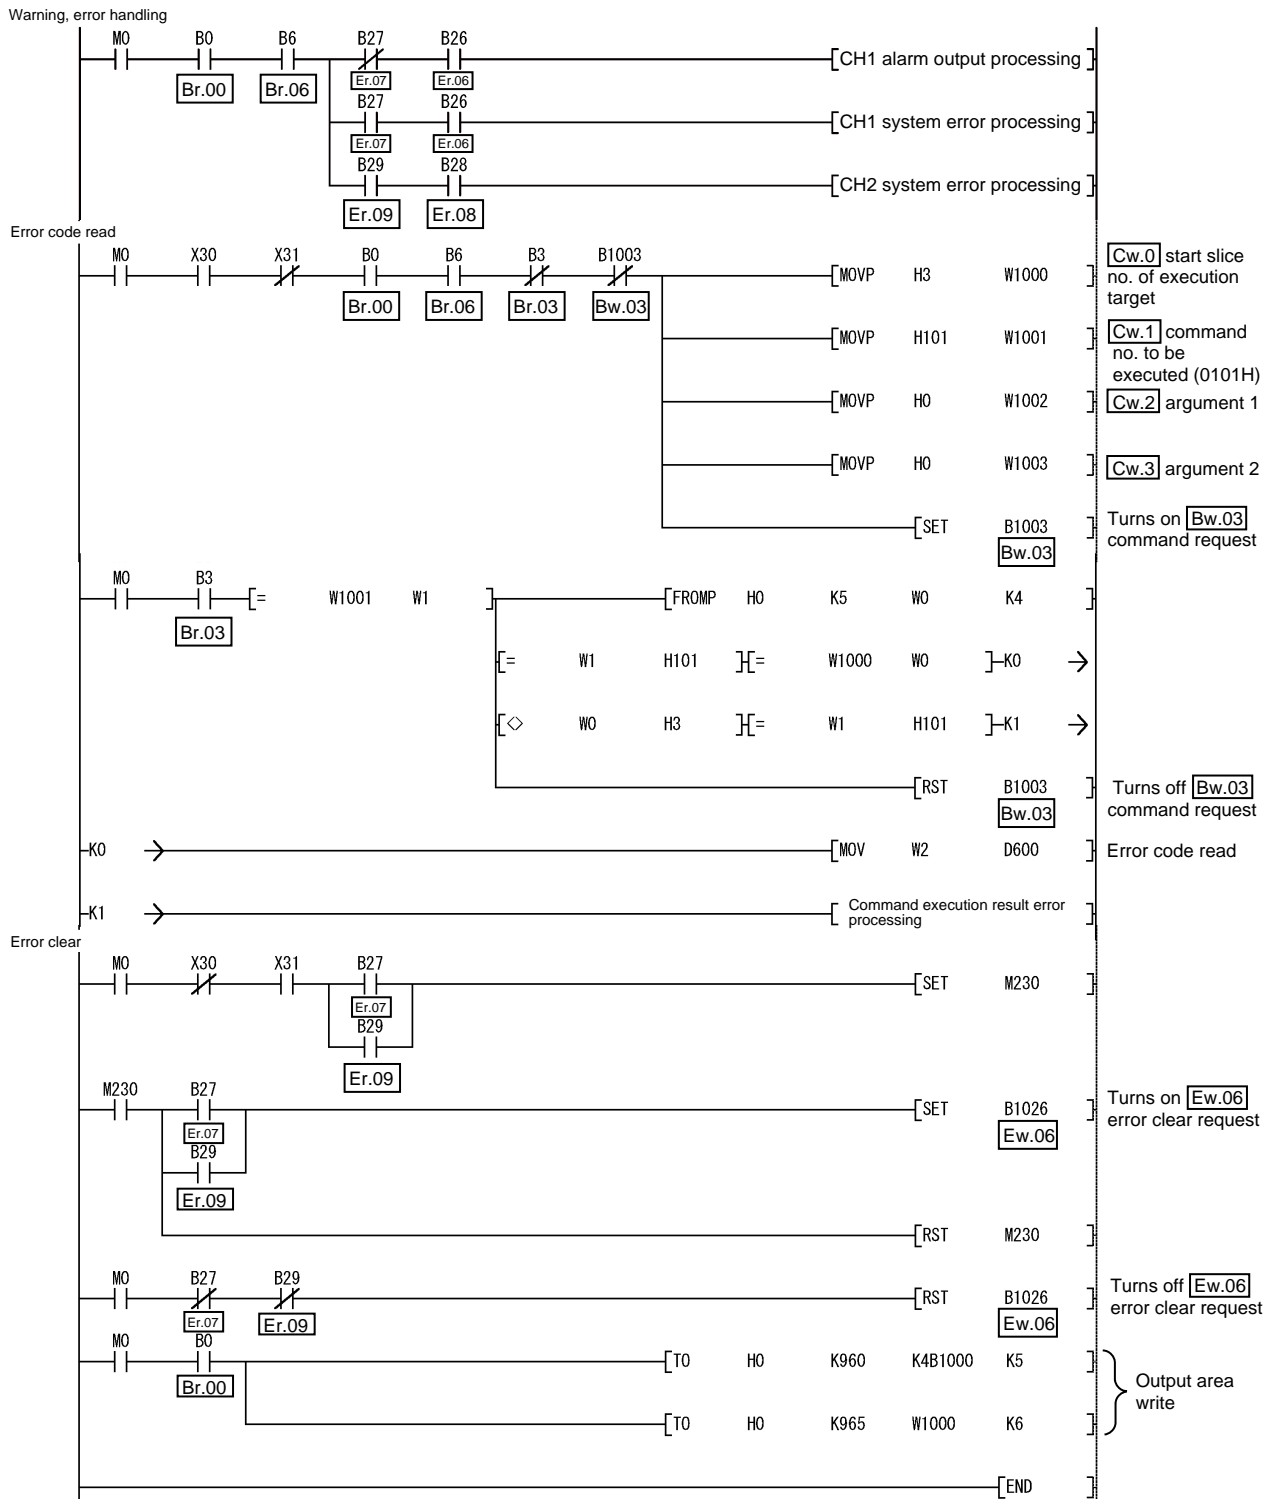 Warning, error handling
M0 B0 B6 B27 B26
[CH1 alarm output processing]
Br.00 Br.06 Er.07 Er.06
B27 B26
[CH1 system error processing]
Er.07 Er.06
B29 B28
[CH2 system error processing]
Er.09 Er.08
Error code read
M0 X30 X31 B0 B6 B3 B1003
[MOVP H3 W1000]
Br.00 Br.06 Br.03 Bw.03
Cw.0 start slice
no. of execution
target
[MOVP H101 W1001]
Cw.1 command
no. to be
executed (0101H)
[MOVP H0 W1002]
Cw.2 argument 1
[MOVP H0 W1003]
Cw.3 argument 2
[SET B1003]
Bw.03
Turns on Bw.03
command request
M0 B3
[= W1001 W1]
[FROMP H0 K5 W0 K4]
Br.03
[= W1 H101][= W1000 W0] K0
[<> W0 H3][= W1 H101] K1
[RST B1003]
Bw.03
Turns off Bw.03
command request
K0 [MOV W2 D600] Error code read
K1 [Command execution result error
processing]
Error clear
M0 X30 X31 B27
[SET M230]
Er.07
B29
Er.09
M230 B27
[SET B1026]
Er.07 Ew.06
Turns on Ew.06
error clear request
B29
Er.09
[RST M230]
M0 B27 B29
[RST B1026]
Er.07 Er.09 Ew.06
Turns off Ew.06
error clear request
M0 B0
[TO H0 K960 K4B1000 K5]
Br.00
[TO H0 K965 W1000 K6]
Output area
write
[END]